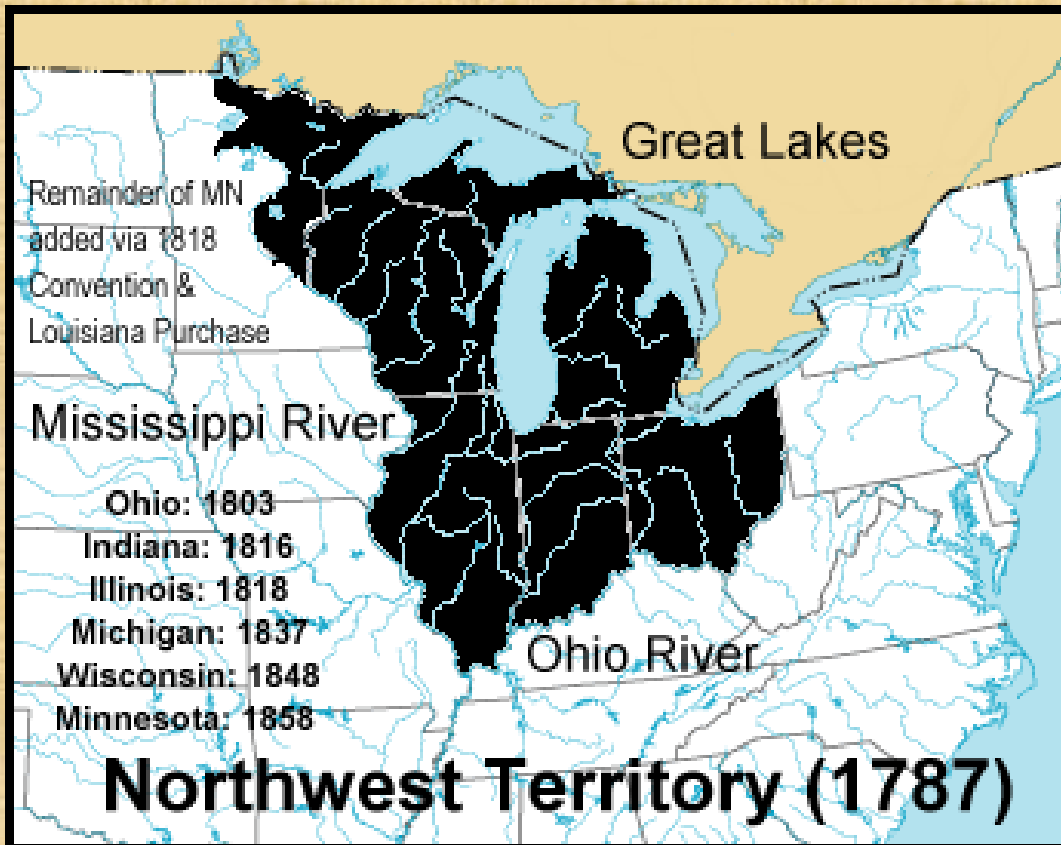 Great Lakes
Remainder of MN
added via 1818
Convention &
Louisiana Purchase
Mississippi River
Ohio: 1803
Indiana: 1816
Illinois: 1818
Michigan: 1837
Wisconsin: 1848
Minnesota: 1858
Ohio River
Northwest Territory (1787)